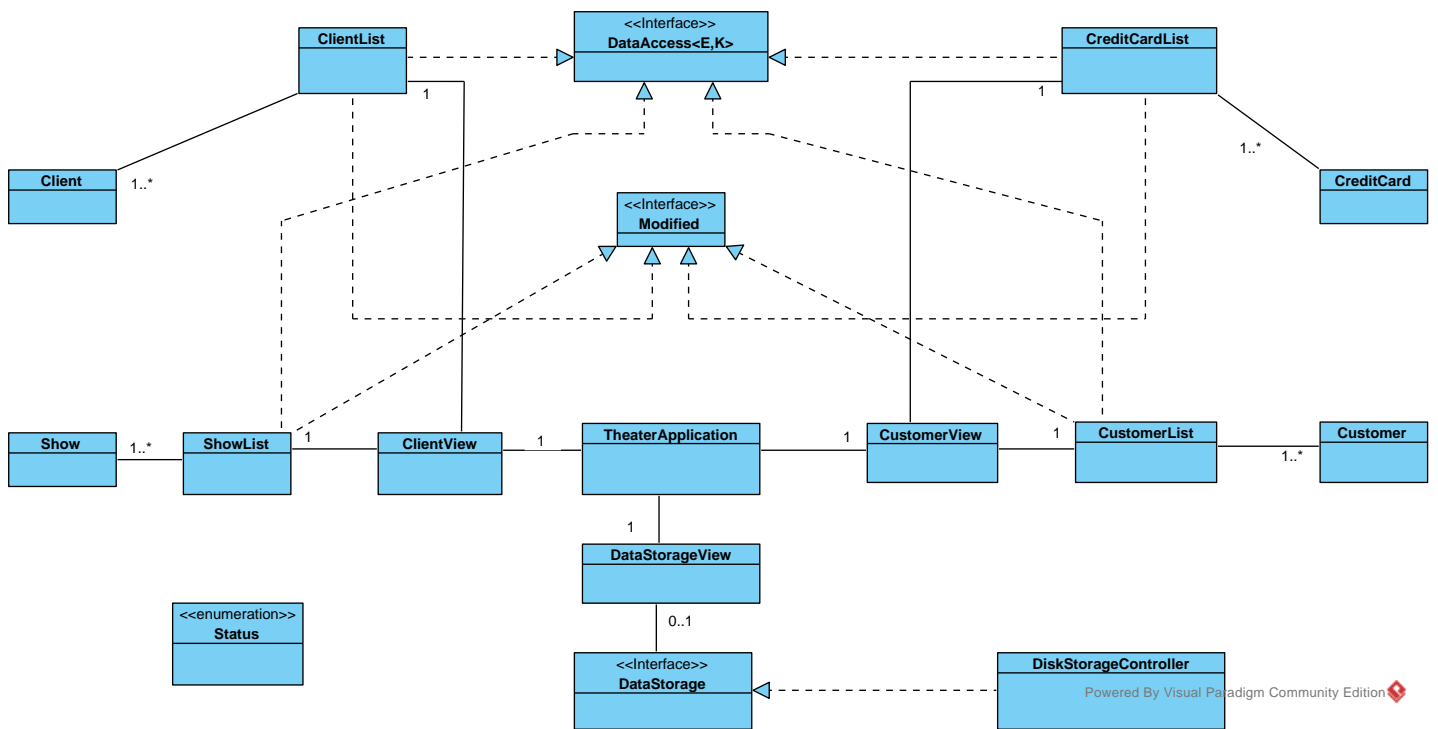 <<Interface>>
DataAccess<E,K>
ClientList
CreditCardList
1
1
Client
1..*
1..*
CreditCard
<<Interface>>
Modified
Show
1..*
ShowList
1
ClientView
1
TheaterApplication
1
CustomerView
1
CustomerList
1..*
Customer
1
DataStorageView
<<enumeration>>
Status
0..1
<<Interface>>
DataStorage
DiskStorageController
Powered By Visual Paradigm Community Edition